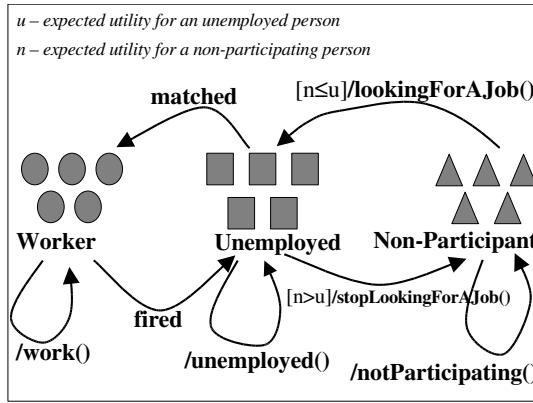 u – expected utility for an unemployed person
n – expected utility for a non-participating person
matched
[n≤u]/lookingForAJob()
Worker
Unemployed
Non-Participant
fired
[n>u]/stopLookingForAJob()
/work()
/unemployed()
/notParticipating()